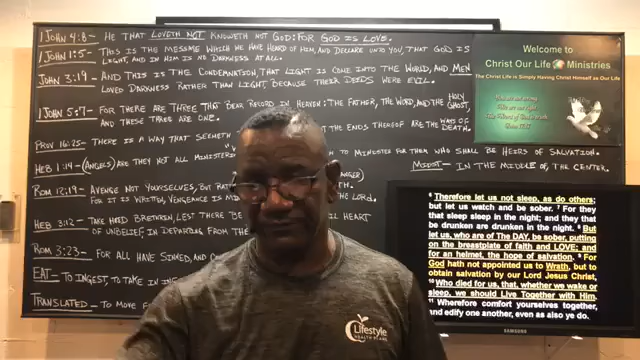 1 JOHN 4:8 - HE THAT LOVETH NOT KNOWETH NOT GOD: FOR GOD IS LOVE.
1 JOHN 1:5 - THIS IS THE MESSAGE WHICH WE HAVE HEARD OF HIM, AND DECLARE UNTO YOU, THAT GOD IS
LIGHT, AND IN HIM IS NO DARKNESS AT ALL.
JOHN 3:19 - AND THIS IS THE CONDEMNATION, THAT LIGHT IS COME INTO THE WORLD, AND MEN
LOVED DARKNESS RATHER THAN LIGHT, BECAUSE THEIR DEEDS WERE EVIL.
1 JOHN 5:7 - FOR THERE ARE THREE THAT BEAR RECORD IN HEAVEN: THE FATHER, THE WORD, AND THE HOLY GHOST,
AND THESE THREE ARE ONE.
PROV 16:25 - THERE IS A WAY THAT SEEMETH THE ENDS THEREOF ARE THE WAYS OF DEATH.
HEB 1:14 - (ANGELS) ARE THEY NOT ALL MINISTERING TO MINISTER FOR THEM WHO SHALL BE HEIRS OF SALVATION.
MIDST - IN THE MIDDLE OF, THE CENTER.
ROM 12:19 - AVENGE NOT YOURSELVES, BUT
FOR IT IS WRITTEN, VENGEANCE IS THE LORD.
HEB 3:12 - TAKE HEED BRETHREN, LEST THERE BE EVIL HEART
OF UNBELIEF, IN DEPARTING FROM THE
ROM 3:23 - FOR ALL HAVE SINNED, AND
EAT - TO INGEST, TO TAKE IN
TRANSLATED - TO MOVE
Welcome to
Christ Our Life Ministries
The Christ Life is Simply Having Christ Himself as Our Life
6 Therefore let us not sleep, as do others;
but let us watch and be sober. 7 For they
that sleep sleep in the night; and they that
be drunken are drunken in the night. 8 But
let us, who are of THE DAY, be sober, putting
on the breastplate of faith and LOVE; and
for an helmet, the hope of salvation. 9 For
God hath not appointed us to Wrath, but to
obtain salvation by our Lord Jesus Christ,
10 Who died for us, that, whether we wake or
sleep, we should Live Together with Him.
11 Wherefore comfort yourselves together,
and edify one another, even as also ye do.
SAMSUNG
Lifestyle